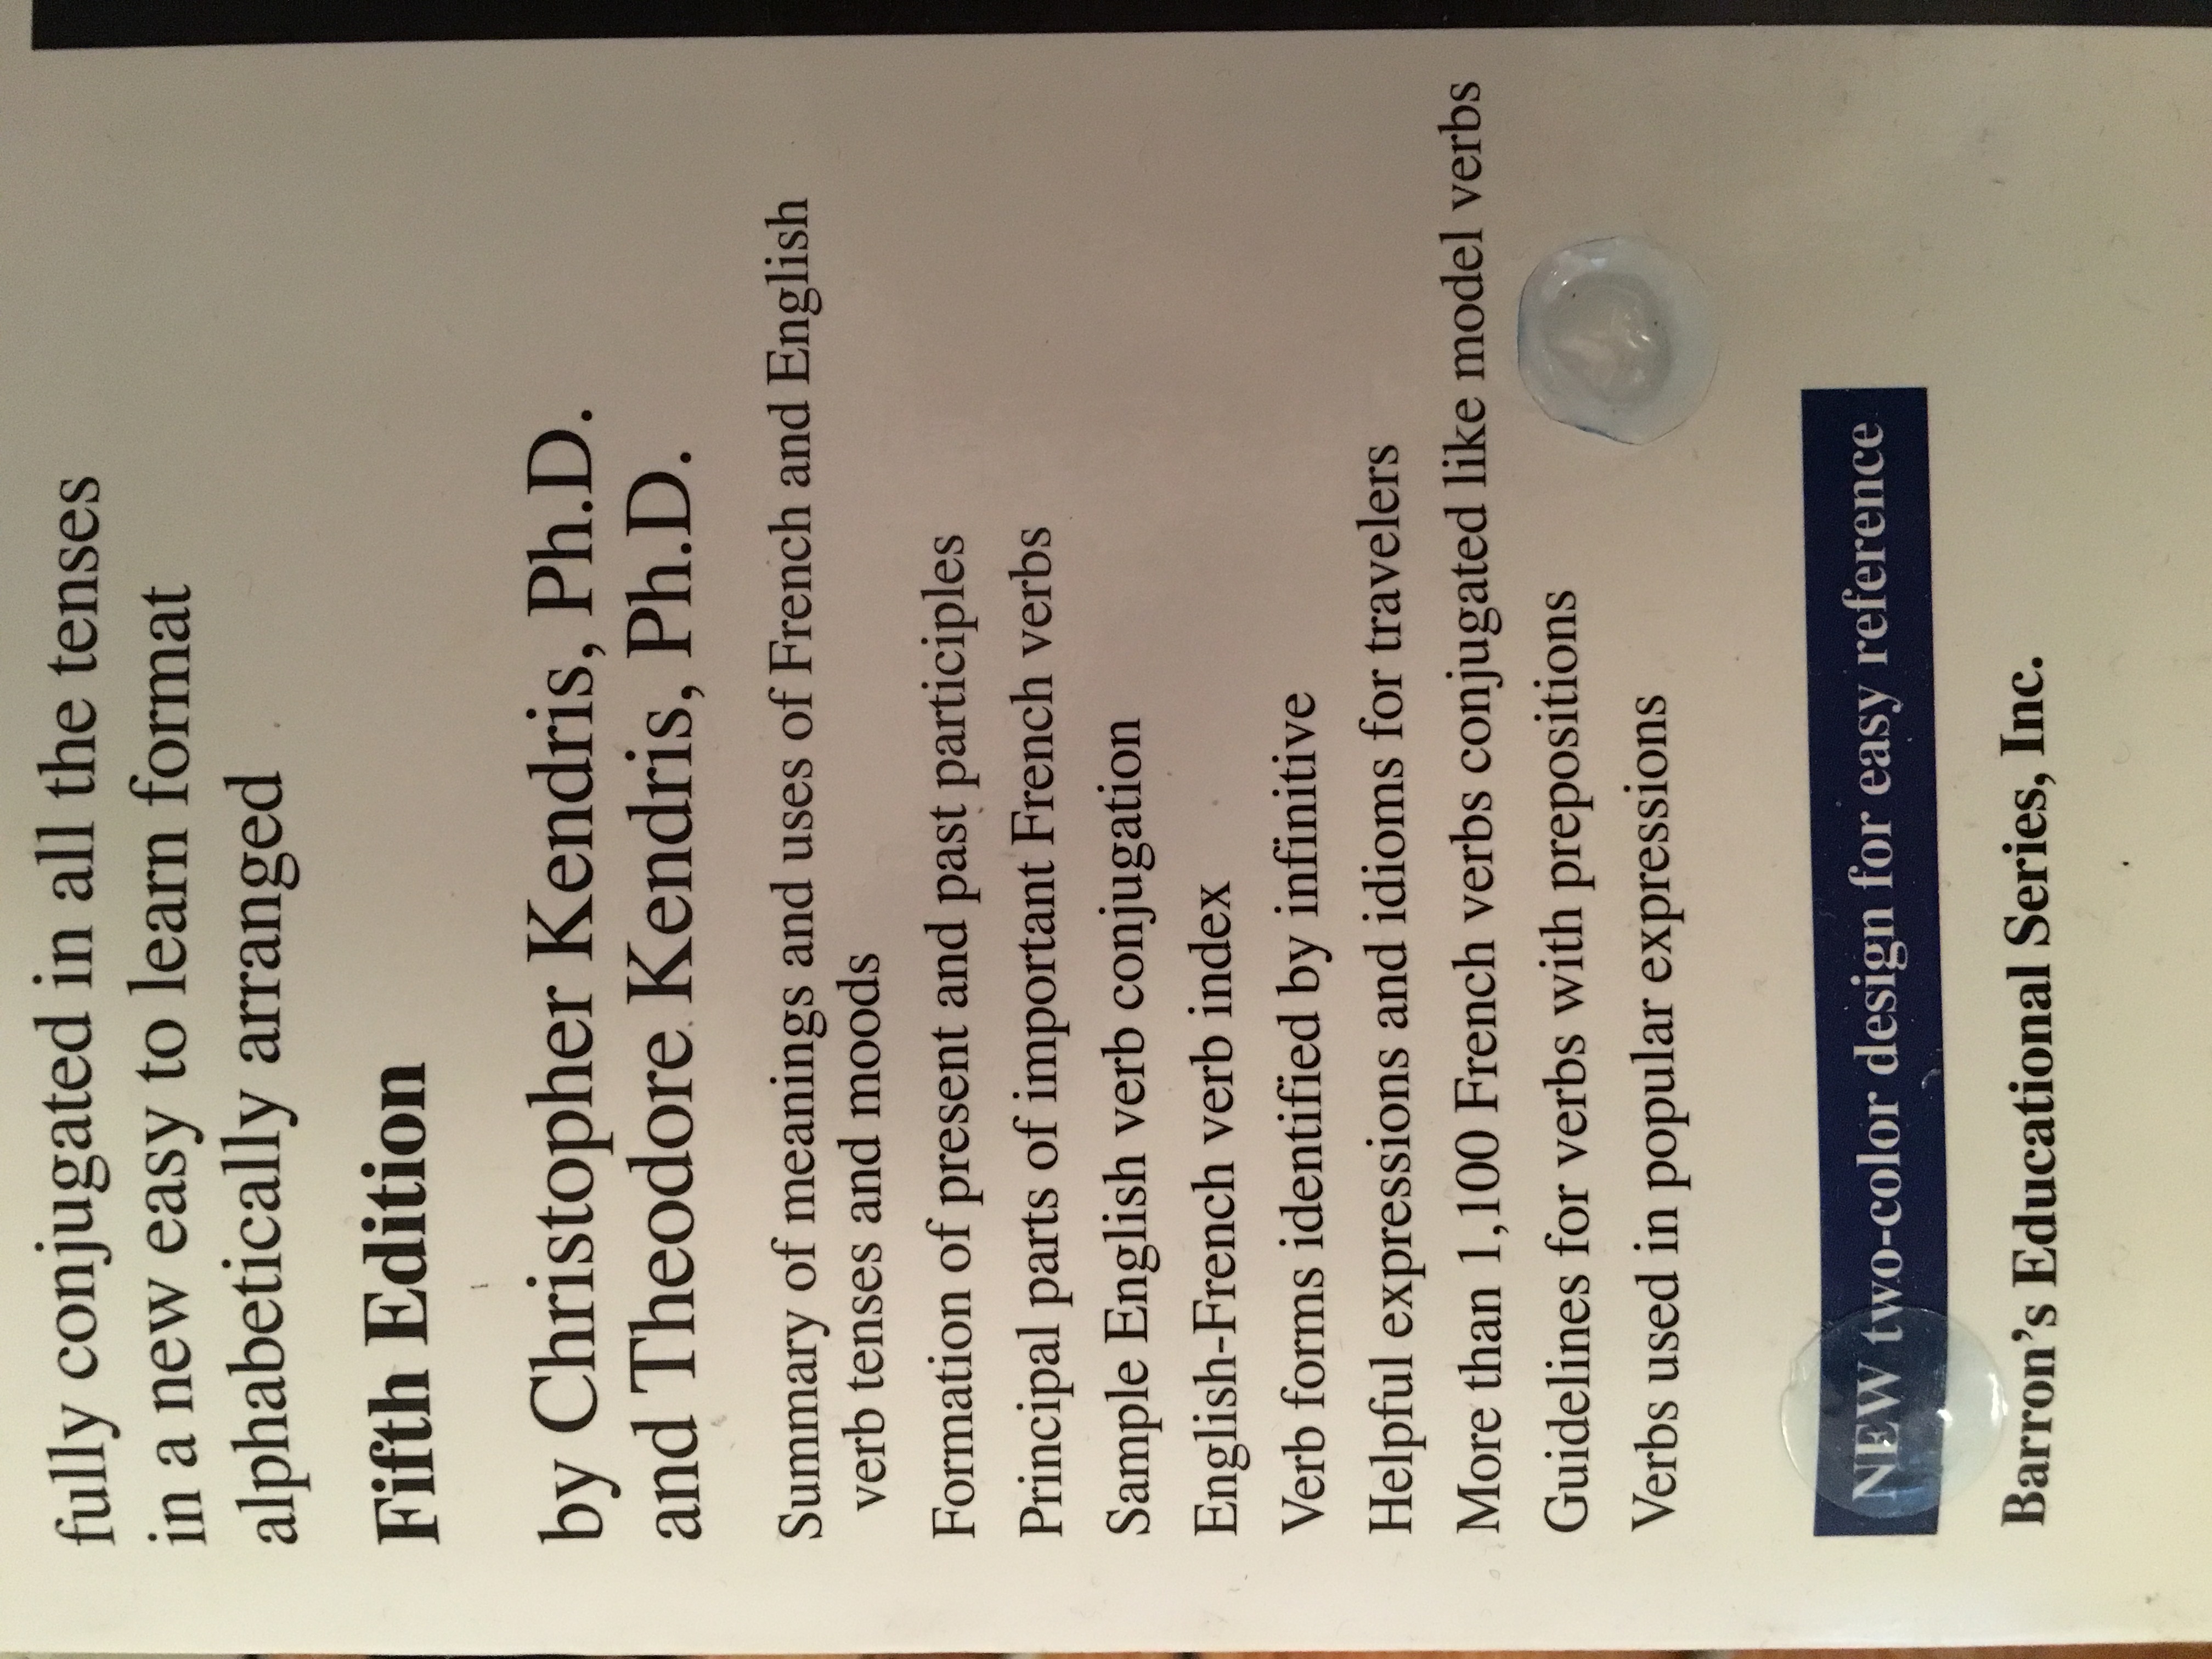 fully conjugated in all the tenses
in a new easy to learn format
alphabetically arranged
Fifth Edition
by Christopher Kendris, Ph.D.
and Theodore Kendris, Ph.D.
Summary of meanings and uses of French and English
verb tenses and moods
Formation of present and past participles
Principal parts of important French verbs
Sample English verb conjugation
English-French verb index
Verb forms identified by infinitive
Helpful expressions and idioms for travelers
More than 1,100 French verbs conjugated like model verbs
Guidelines for verbs with prepositions
Verbs used in popular expressions
NEW two-color design for easy reference
Barron's Educational Series, Inc.